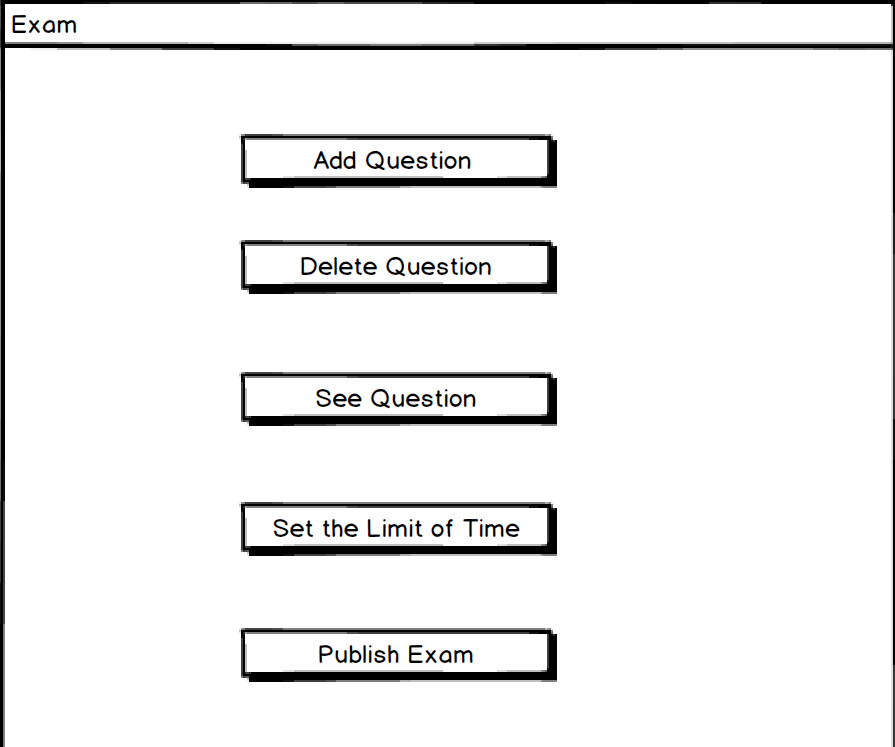 Exam
Add Question
Delete Question
See Question
Set the Limit of Time
Publish Exam